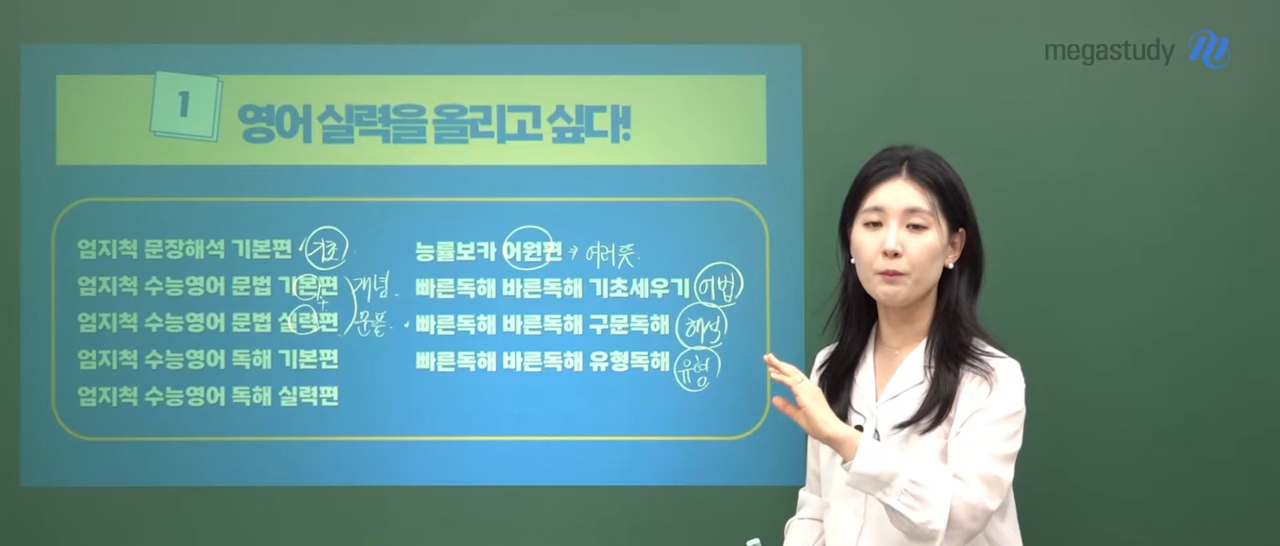 megastudy
1
영어 실력을 올리고 싶다!
엄지척 문장해석 기본편 기초
엄지척 수능영어 문법 기본편
+
개념
엄지척 수능영어 문법 실력편
문풀
엄지척 수능영어 독해 기본편
엄지척 수능영어 독해 실력편
능률보카 어원편 → 여러 뜻
빠른독해 바른독해 기초세우기 어법
빠른독해 바른독해 구문독해 해석
빠른독해 바른독해 유형독해 유형